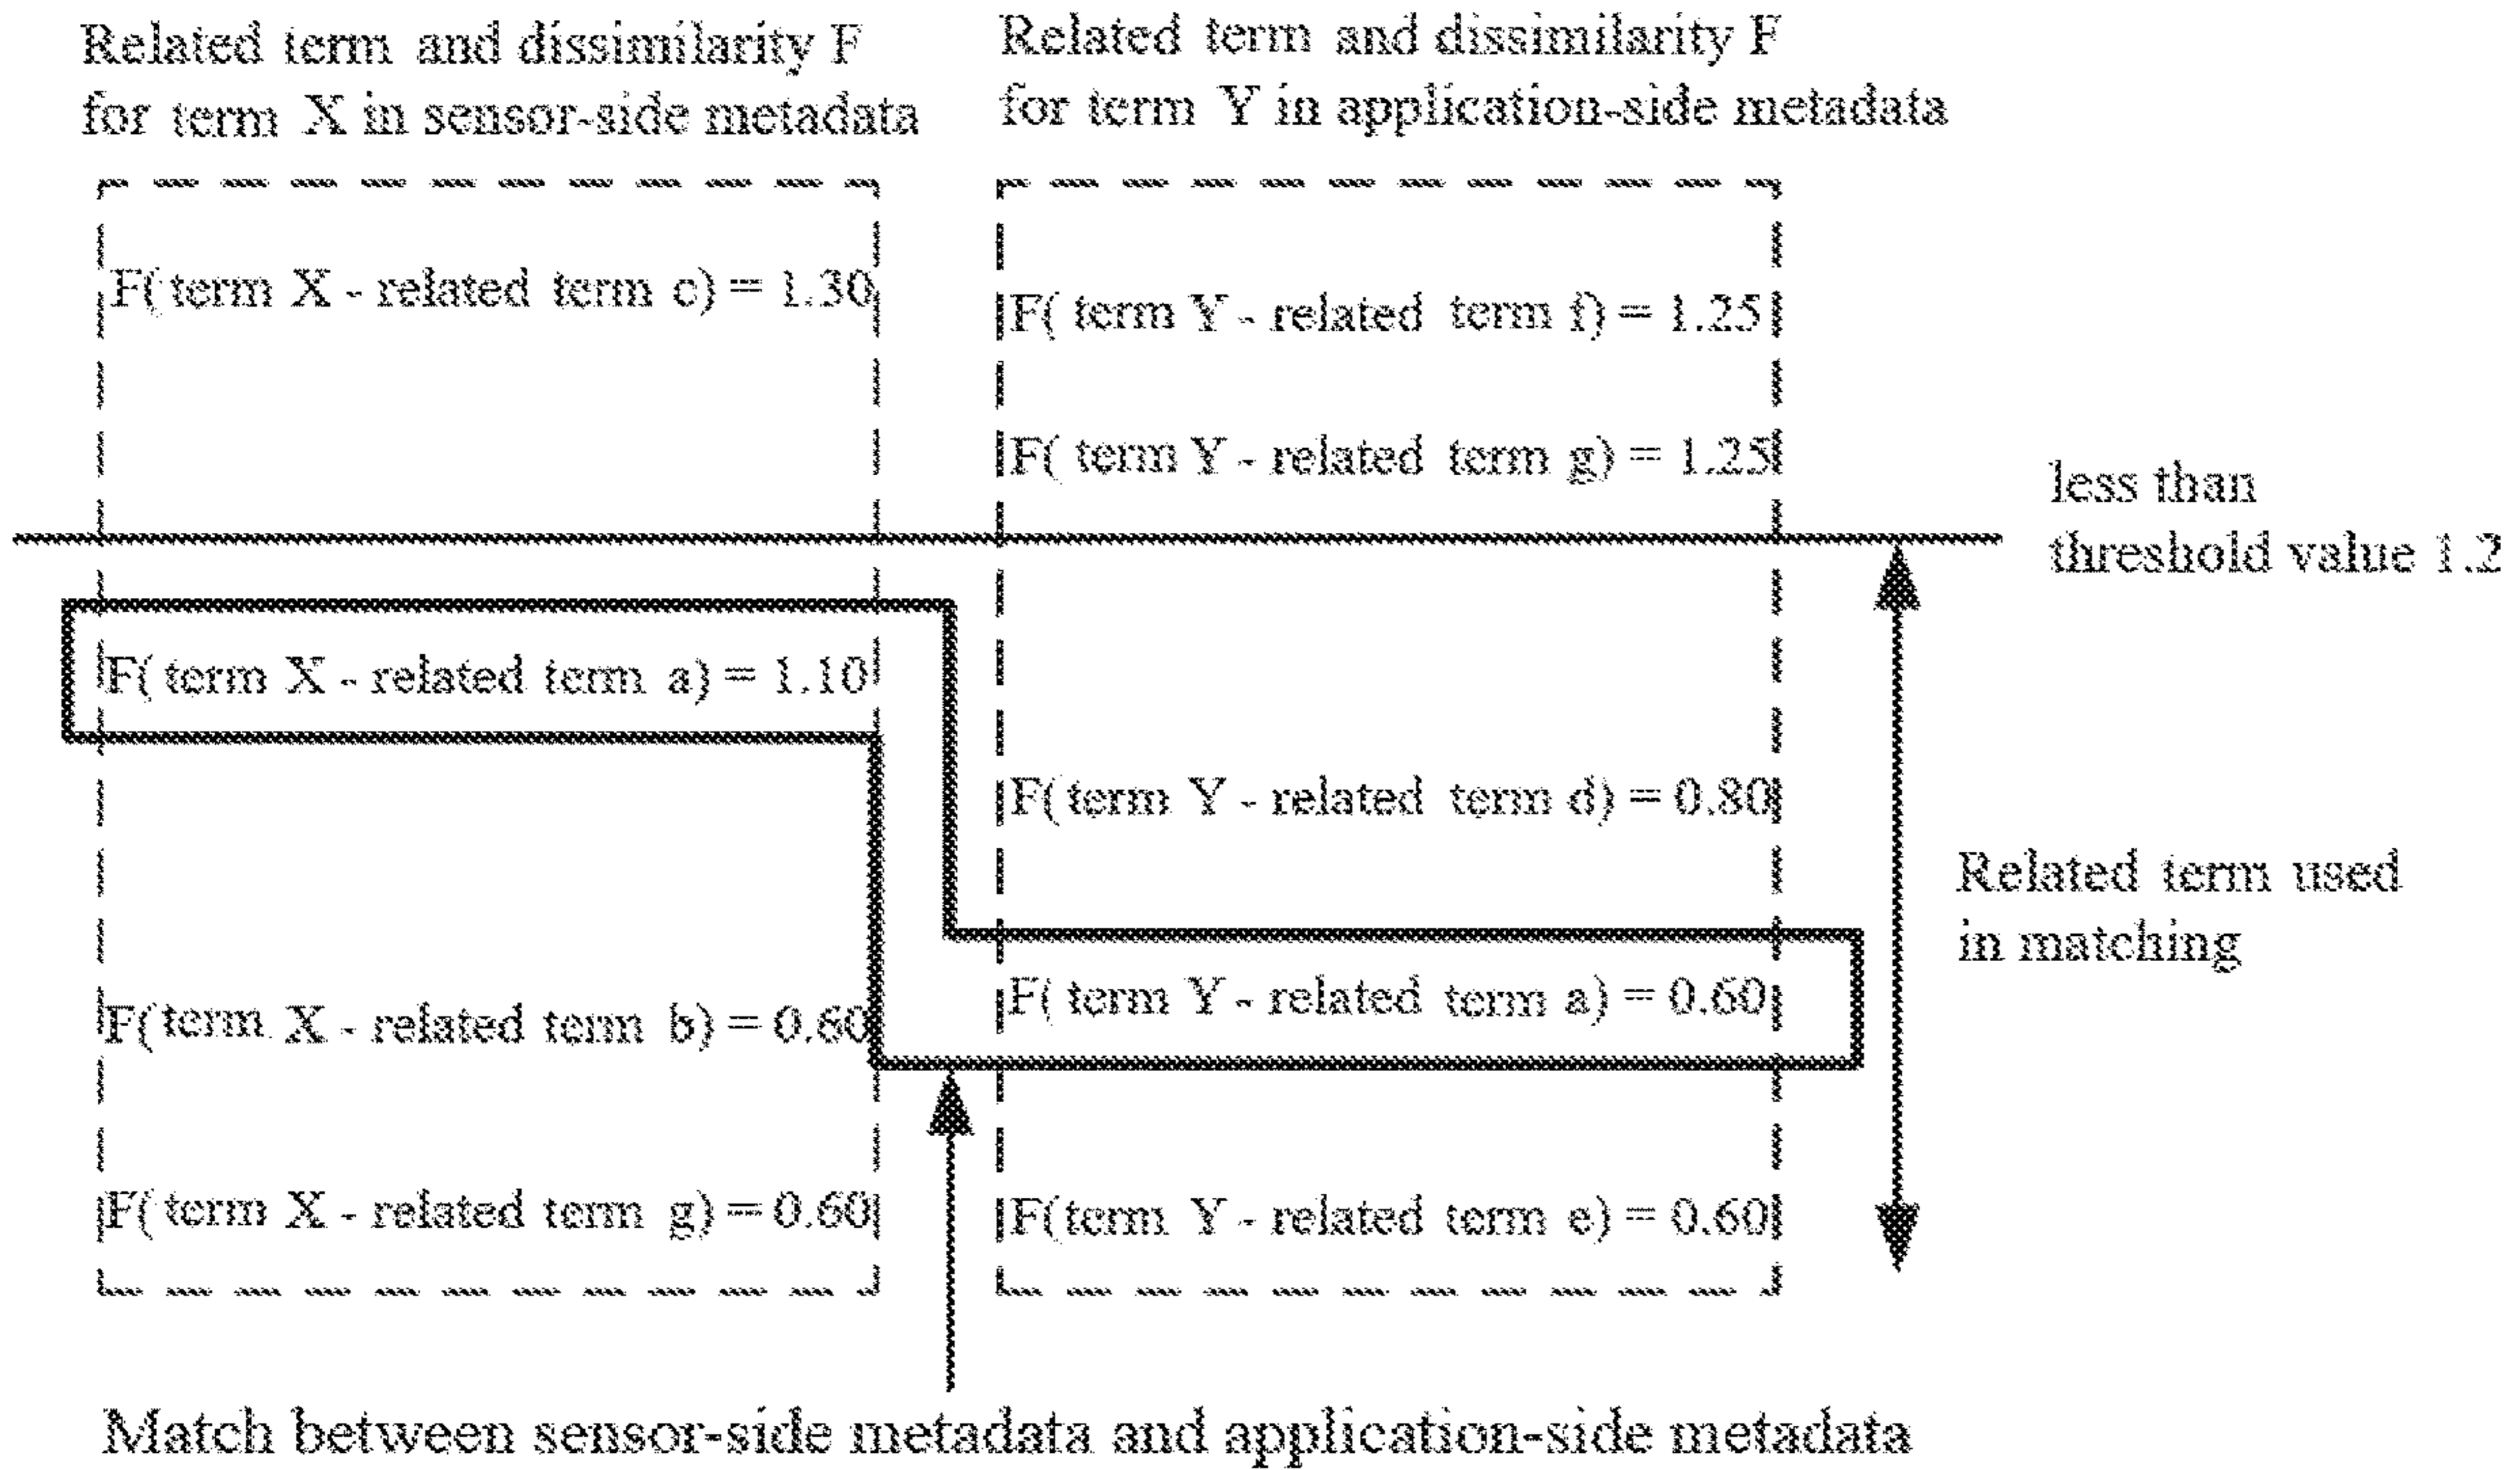 Related term and dissimilarity F
for term X in sensor-side metadata
Related term and dissimilarity F
for term Y in application-side metadata
F(term X - related term c) = 1.30
F( term Y - related term f) = 1.25
F( term Y - related term g) = 1.25
less than
threshold value 1.2
F(term X - related term a) = 1.10
F(term Y - related term d) = 0.80
Related term used
in matching
F( term Y - related term a) = 0.60
F(term X - related term b) = 0.60
F(term X - related term g) = 0.60
F(term Y - related term e) = 0.60
Match between sensor-side metadata and application-side metadata